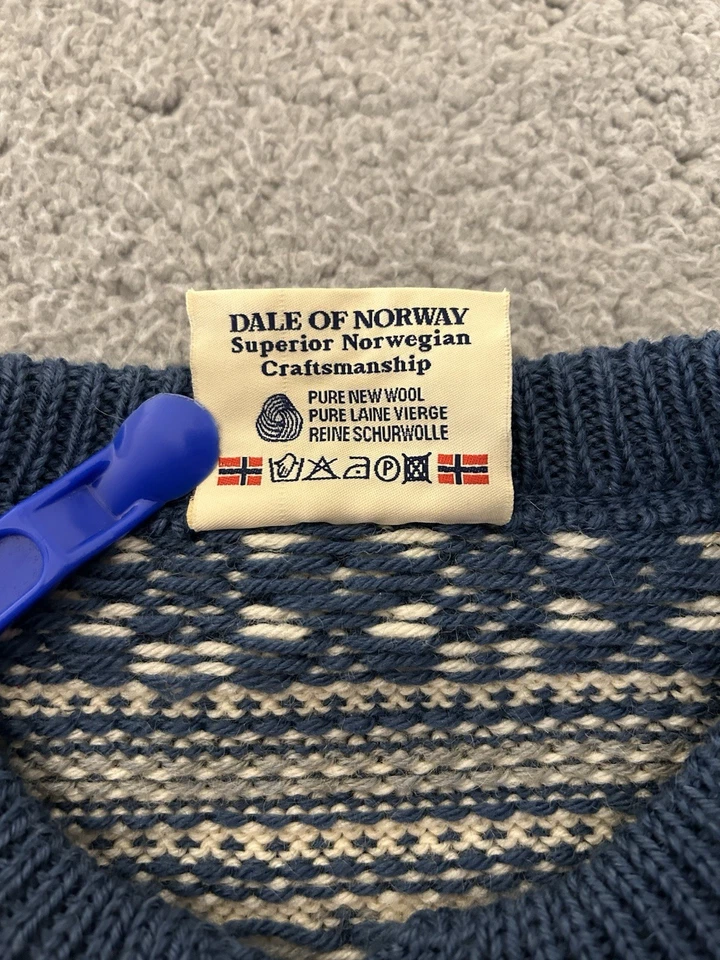 DALE OF NORWAY
Superior Norwegian
Craftsmanship
PURE NEW WOOL
PURE LAINE VIERGE
REINE SCHURWOLLE
P